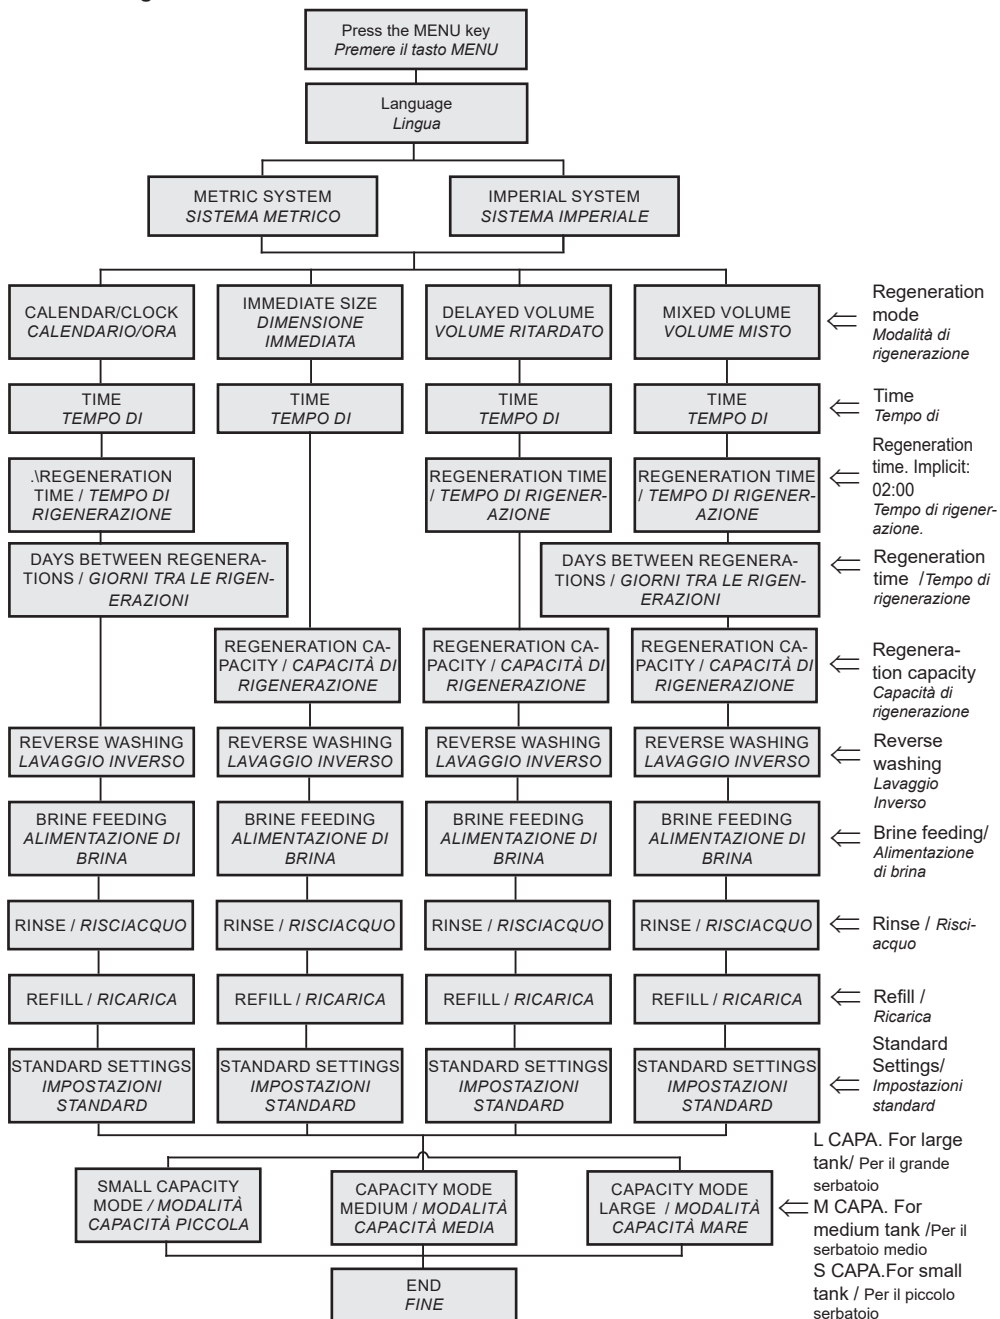 Press the MENU key
Premere il tasto MENU
Language
Lingua
METRIC SYSTEM
SISTEMA METRICO
IMPERIAL SYSTEM
SISTEMA IMPERIALE
CALENDAR/CLOCK
CALENDARIO/ORA
IMMEDIATE SIZE
DIMENSIONE
IMMEDIATA
DELAYED VOLUME
VOLUME RITARDATO
MIXED VOLUME
VOLUME MISTO
Regeneration
mode
Modalità di
rigenerazione
TIME
TEMPO DI
TIME
TEMPO DI
TIME
TEMPO DI
TIME
TEMPO DI
Time
Tempo di
.\REGENERATION
TIME / TEMPO DI
RIGENERAZIONE
REGENERATION TIME
/ TEMPO DI RIGENER-
AZIONE
REGENERATION TIME
/ TEMPO DI RIGENER-
AZIONE
Regeneration
time. Implicit:
02:00
Tempo di rigener-
azione.
DAYS BETWEEN REGENERA-
TIONS / GIORNI TRA LE RIGEN-
ERAZIONI
DAYS BETWEEN REGENERA-
TIONS / GIORNI TRA LE RIGEN-
ERAZIONI
Regeneration
time /Tempo di
rigenerazione
REGENERATION CA-
PACITY / CAPACITÀ DI
RIGENERAZIONE
REGENERATION CA-
PACITY / CAPACITÀ DI
RIGENERAZIONE
REGENERATION CA-
PACITY / CAPACITÀ DI
RIGENERAZIONE
Regenera-
tion capacity
Capacità di
rigenerazione
REVERSE WASHING
LAVAGGIO INVERSO
REVERSE WASHING
LAVAGGIO INVERSO
REVERSE WASHING
LAVAGGIO INVERSO
REVERSE WASHING
LAVAGGIO INVERSO
Reverse
washing
Lavaggio
Inverso
BRINE FEEDING
ALIMENTAZIONE DI
BRINA
BRINE FEEDING
ALIMENTAZIONE DI
BRINA
BRINE FEEDING
ALIMENTAZIONE DI
BRINA
BRINE FEEDING
ALIMENTAZIONE DI
BRINA
Brine feeding/
Alimentazione
di brina
RINSE / RISCIACQUO
RINSE / RISCIACQUO
RINSE / RISCIACQUO
RINSE / RISCIACQUO
Rinse / Risci-
acquo
REFILL / RICARICA
REFILL / RICARICA
REFILL / RICARICA
REFILL / RICARICA
Refill /
Ricarica
STANDARD SETTINGS
IMPOSTAZIONI
STANDARD
STANDARD SETTINGS
IMPOSTAZIONI
STANDARD
STANDARD SETTINGS
IMPOSTAZIONI
STANDARD
STANDARD SETTINGS
IMPOSTAZIONI
STANDARD
Standard
Settings/
Impostazioni
standard
SMALL CAPACITY
MODE / MODALITÀ
CAPACITÀ PICCOLA
CAPACITY MODE
MEDIUM / MODALITÀ
CAPACITÀ MEDIA
CAPACITY MODE
LARGE / MODALITÀ
CAPACITÀ MARE
L CAPA. For large
tank/ Per il grande
serbatoio
M CAPA. For
medium tank /Per il
serbatoio medio
S CAPA.For small
tank / Per il piccolo
serbatoio
END
FINE